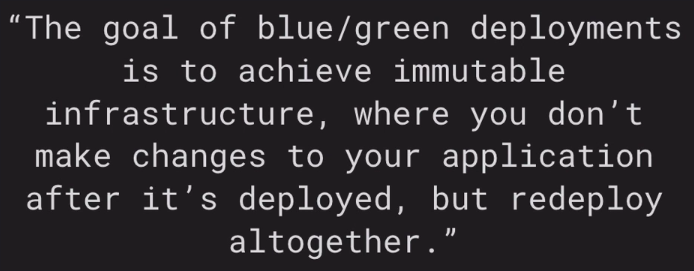 “The goal of blue/green deployments
is to achieve immutable
infrastructure, where you don’t
make changes to your application
after it’s deployed, but redeploy
altogether.”